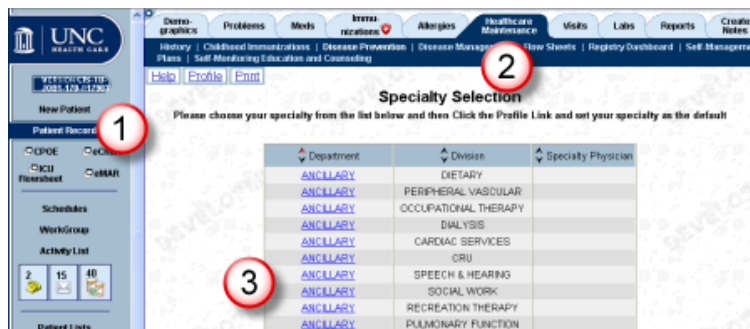 UNC
HEALTH CARE
New Patient
Patient Record
1
CPOE
ICU
Flowsheet
eMAR
Schedules
WorkGroup
Activity List
2 15 40
Patient Lists
Demo-
graphics
Problems
Meds
Immu-
nizations
Allergies
Healthcare
Maintenance
Visits
Labs
Reports
Create
Notes
History | Childhood Immunizations | Disease Prevention | Disease Flow Sheets | Registry Dashboard |
Plans | Self-Monitoring Education and Counseling
2
Help Profile Print
Specialty Selection
Please choose your specialty from the list below and then Click the Profile Link and set your specialty as the default
Department Division Specialty Physician
ANCILLARY DIETARY
ANCILLARY PERIPHERAL VASCULAR
ANCILLARY OCCUPATIONAL THERAPY
ANCILLARY DIALYSIS
ANCILLARY CARDIAC SERVICES
ANCILLARY CRU
3
ANCILLARY SPEECH & HEARING
ANCILLARY SOCIAL WORK
ANCILLARY RECREATION THERAPY
ANCILLARY PULMONARY FUNCTION